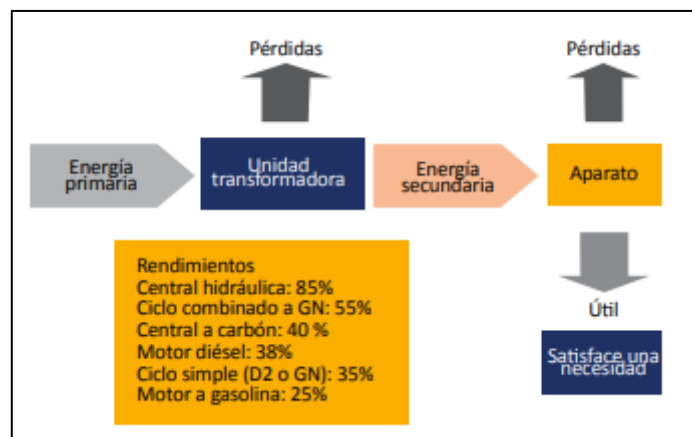 Pérdidas
Pérdidas
Energía
primaria
Unidad
transformadora
Energía
secundaria
Aparato
Rendimientos
Central hidráulica: 85%
Ciclo combinado a GN: 55%
Central a carbón: 40 %
Motor diésel: 38%
Ciclo simple (D2 o GN): 35%
Motor a gasolina: 25%
Útil
Satisface una
necesidad